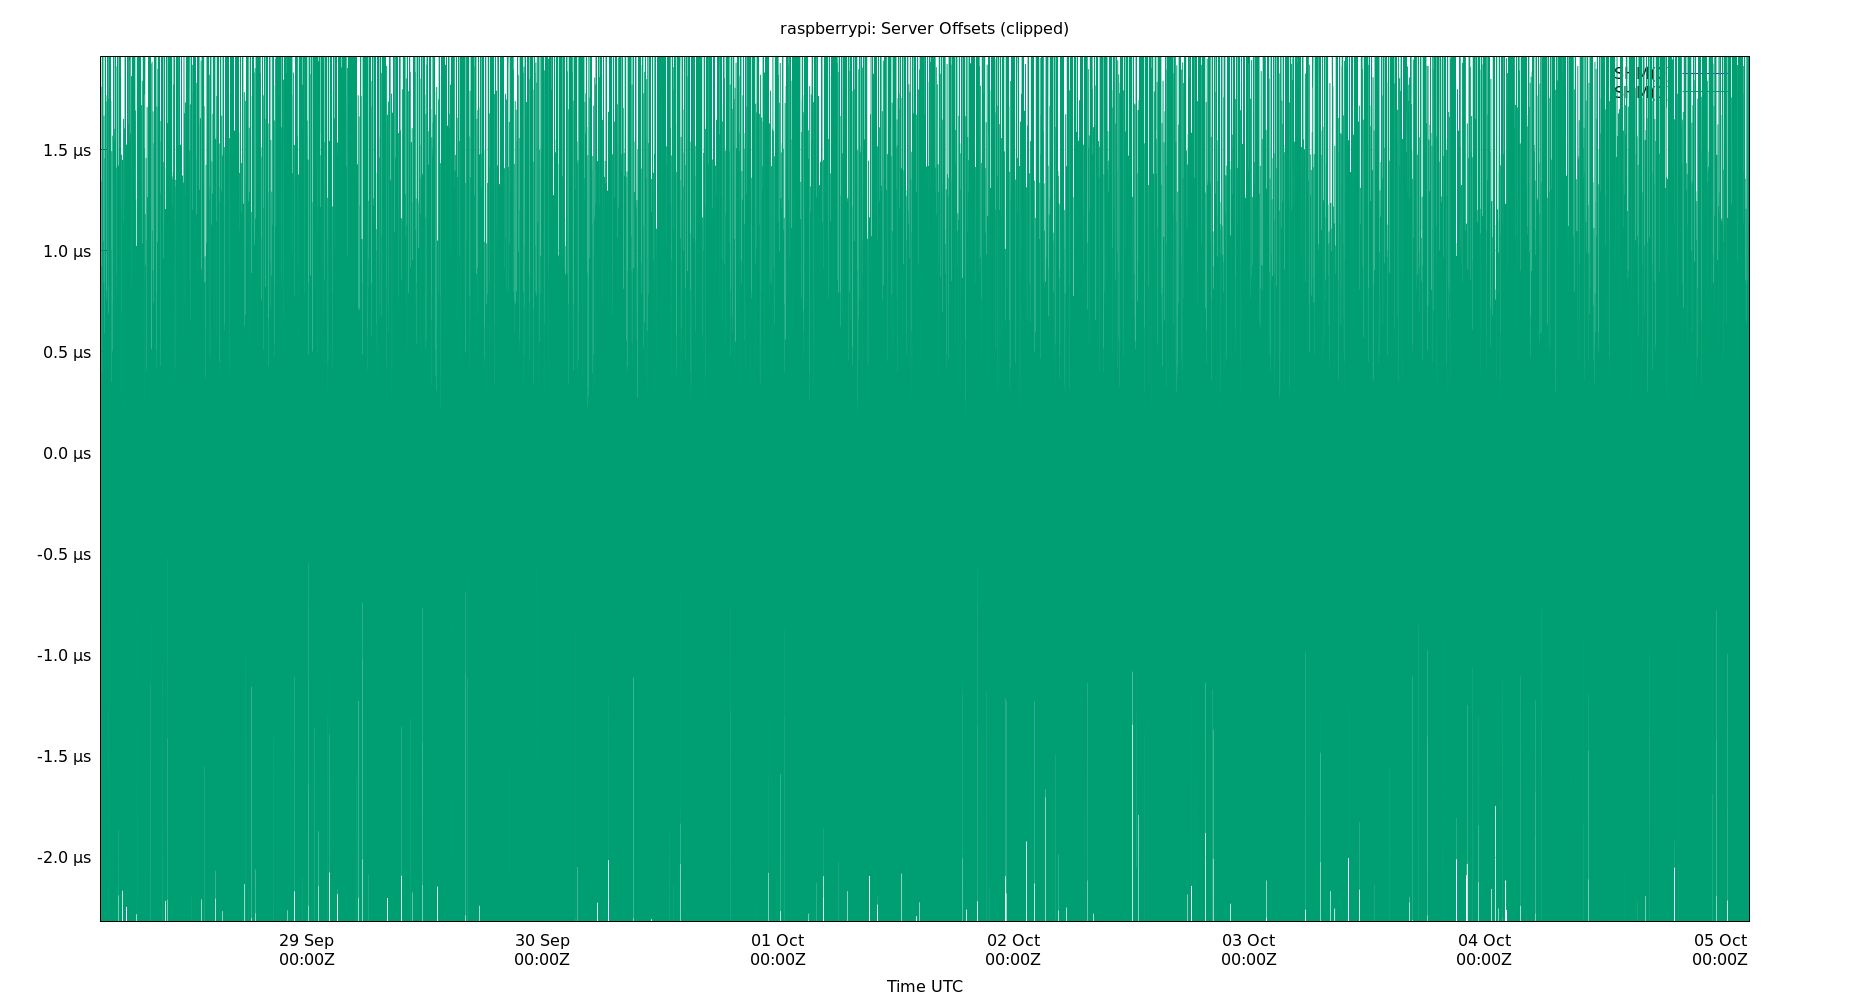 raspberrypi: Server Offsets (clipped)
1.5 µs
1.0 µs
0.5 µs
0.0 µs
-0.5 µs
-1.0 µs
-1.5 µs
-2.0 µs
29 Sep
00:00Z
30 Sep
00:00Z
01 Oct
00:00Z
02 Oct
00:00Z
03 Oct
00:00Z
04 Oct
00:00Z
05 Oct
00:00Z
Time UTC